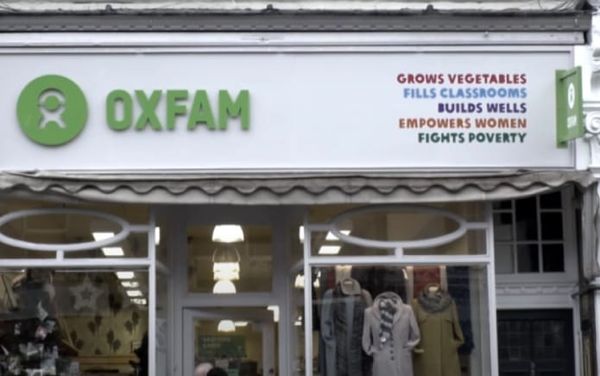 OXFAM
GROWS VEGETABLES
FILLS CLASSROOMS
BUILDS WELLS
EMPOWERS WOMEN
FIGHTS POVERTY